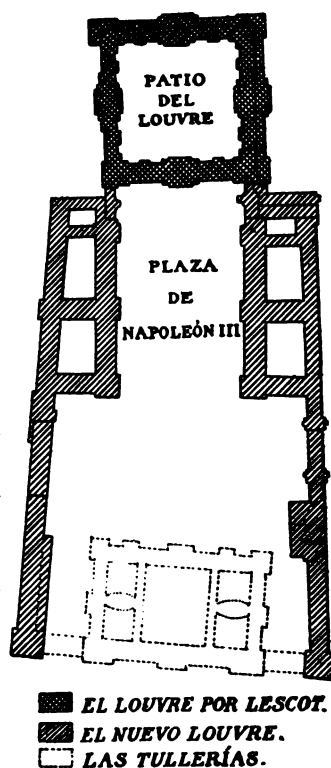 PATIO
DEL
LOUVRE
PLAZA
DE
NAPOLEÓN III
EL LOUVRE POR LESCOT.
EL NUEVO LOUVRE.
LAS TULLERÍAS.